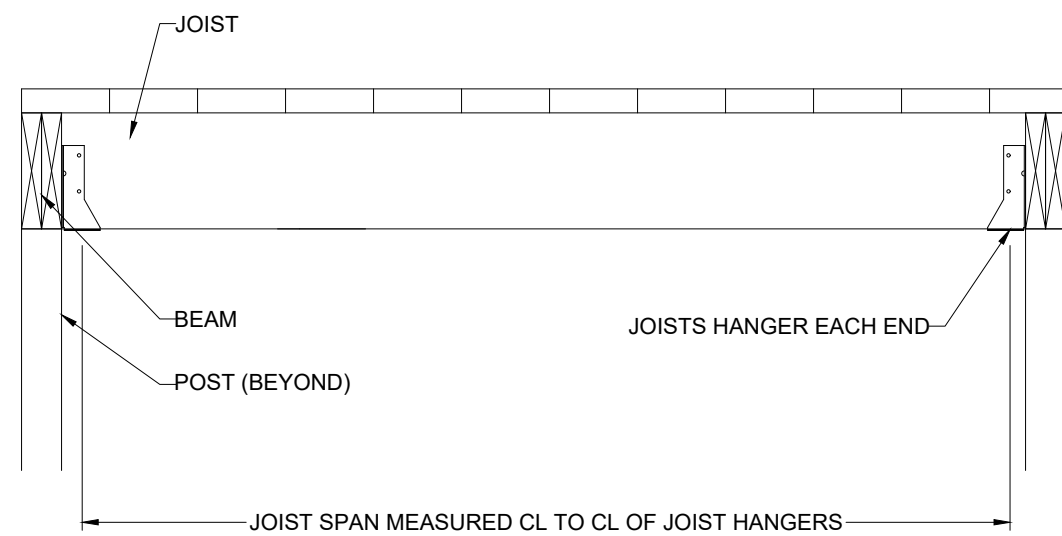 JOIST
BEAM
JOISTS HANGER EACH END
POST (BEYOND)
JOIST SPAN MEASURED CL TO CL OF JOIST HANGERS